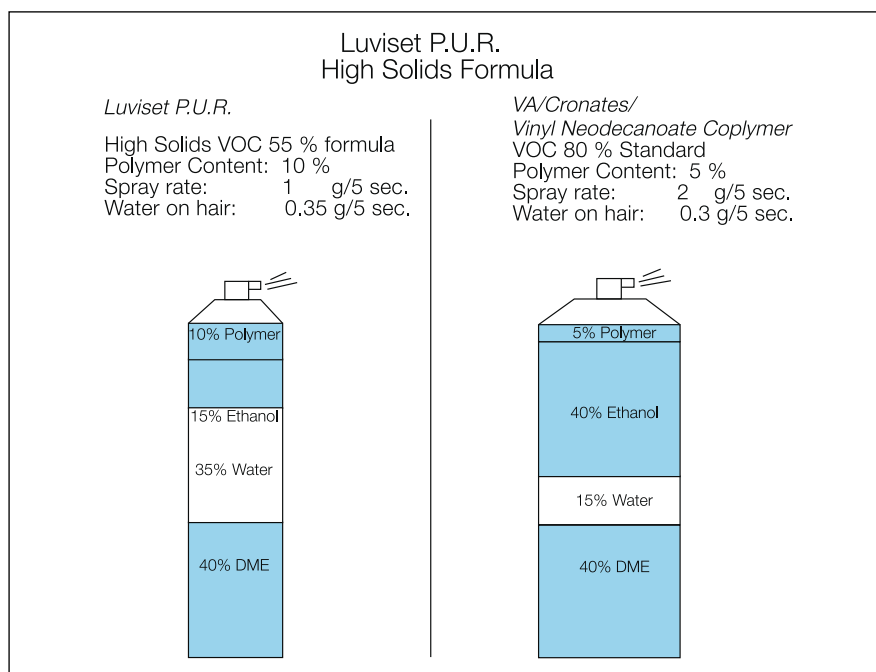 Luviset P.U.R.
High Solids Formula
Luviset P.U.R.
High Solids VOC 55 % formula
Polymer Content: 10 %
Spray rate: 1 g/5 sec.
Water on hair: 0.35 g/5 sec.
10% Polymer
15% Ethanol
35% Water
40% DME
VA/Cronates/
Vinyl Neodecanoate Coplymer
VOC 80 % Standard
Polymer Content: 5 %
Spray rate: 2 g/5 sec.
Water on hair: 0.3 g/5 sec.
5% Polymer
40% Ethanol
15% Water
40% DME